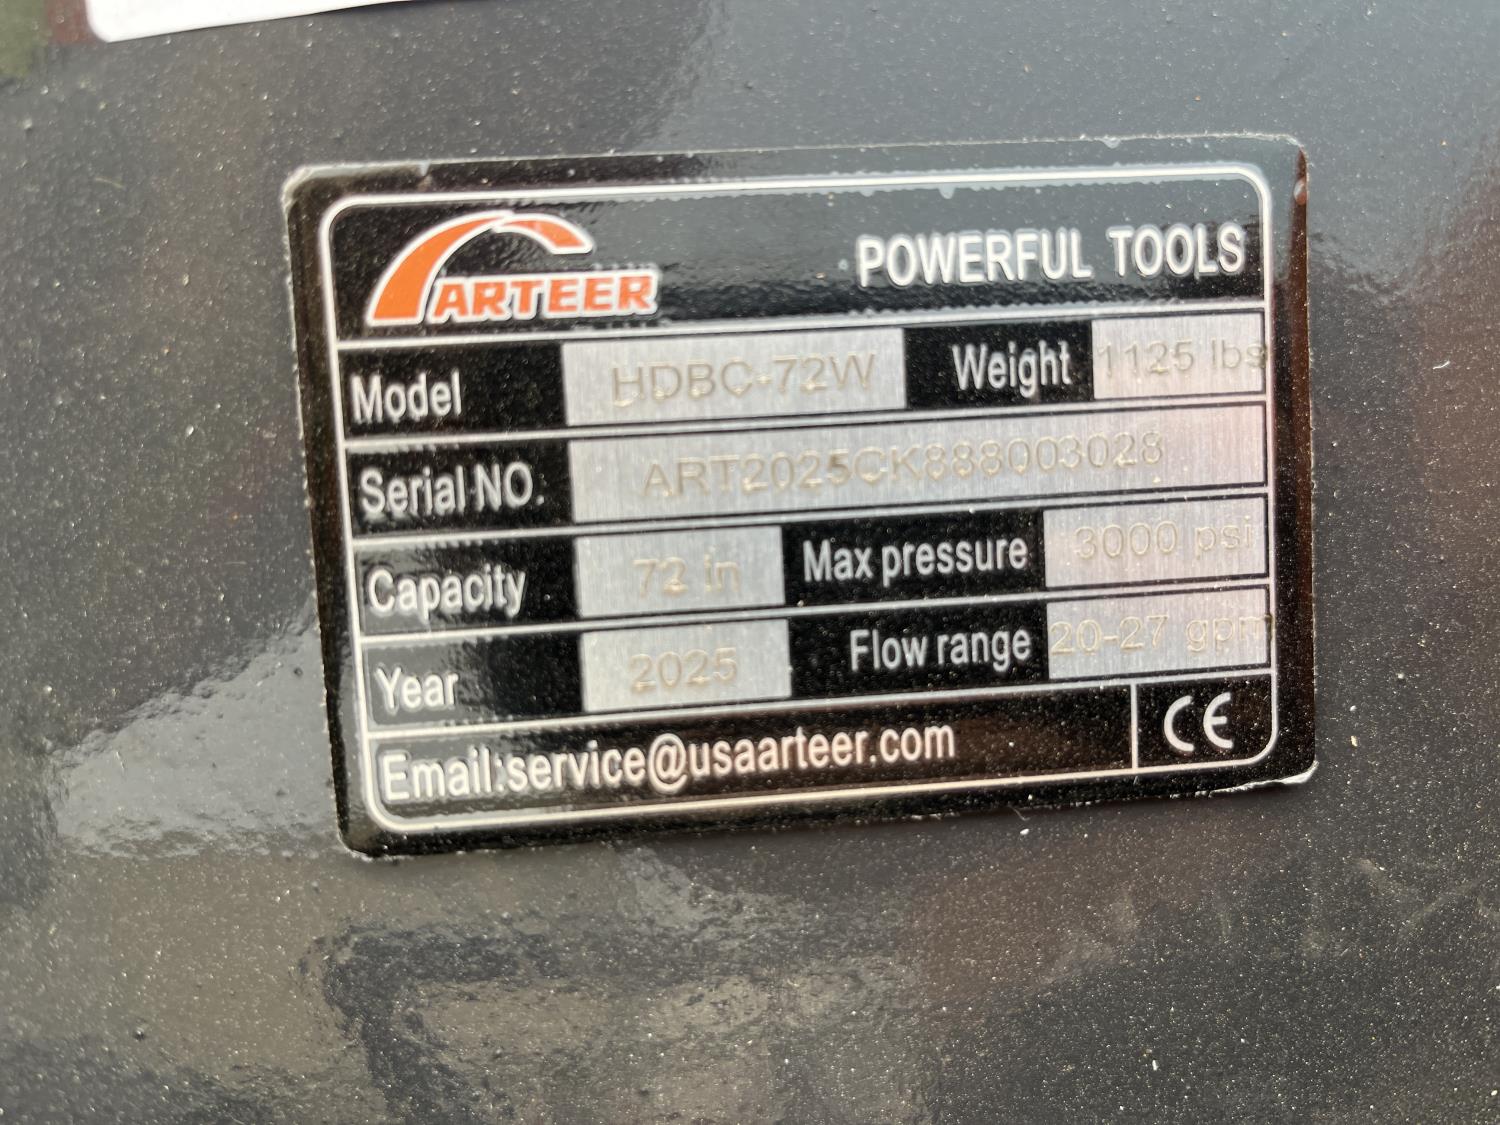 ARTEER POWERFUL TOOLS
Model HDBC-72W Weight 1125 lbs
Serial NO. ART2025CK888003028
Capacity 72 in Max pressure 3000 psi
Year 2025 Flow range 20-27 gpm
Email:service@usaarteer.com CE